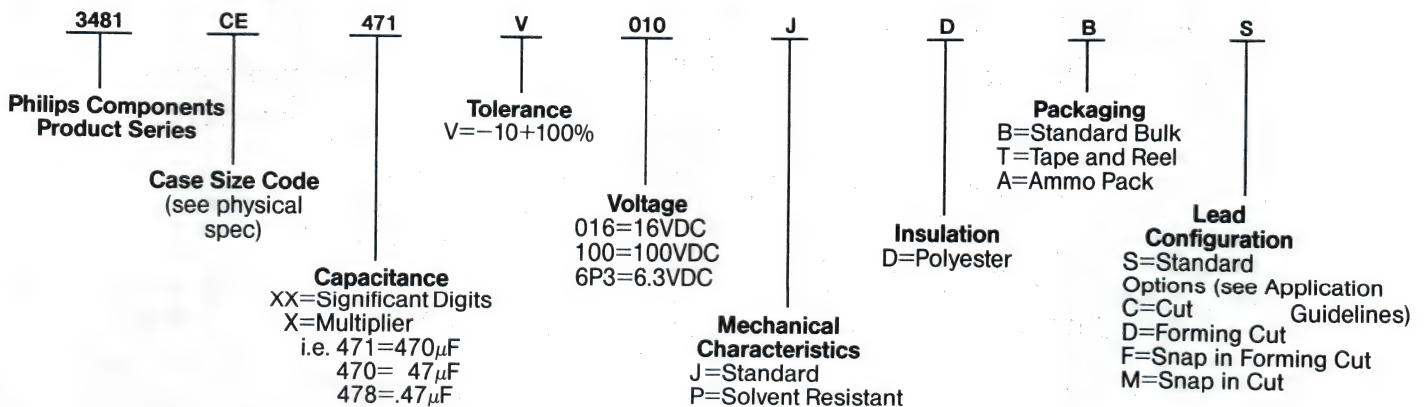 3481 CE 471 V 010 J D B S
Philips Components
Product Series
Case Size Code
(see physical
spec)
Capacitance
XX=Significant Digits
X=Multiplier
i.e. 471=470µF
470= 47µF
478=.47µF
Tolerance
V=−10+100%
Voltage
016=16VDC
100=100VDC
6P3=6.3VDC
Mechanical
Characteristics
J=Standard
P=Solvent Resistant
Insulation
D=Polyester
Packaging
B=Standard Bulk
T=Tape and Reel
A=Ammo Pack
Lead
Configuration
S=Standard
Options (see Application
C=Cut Guidelines)
D=Forming Cut
F=Snap in Forming Cut
M=Snap in Cut